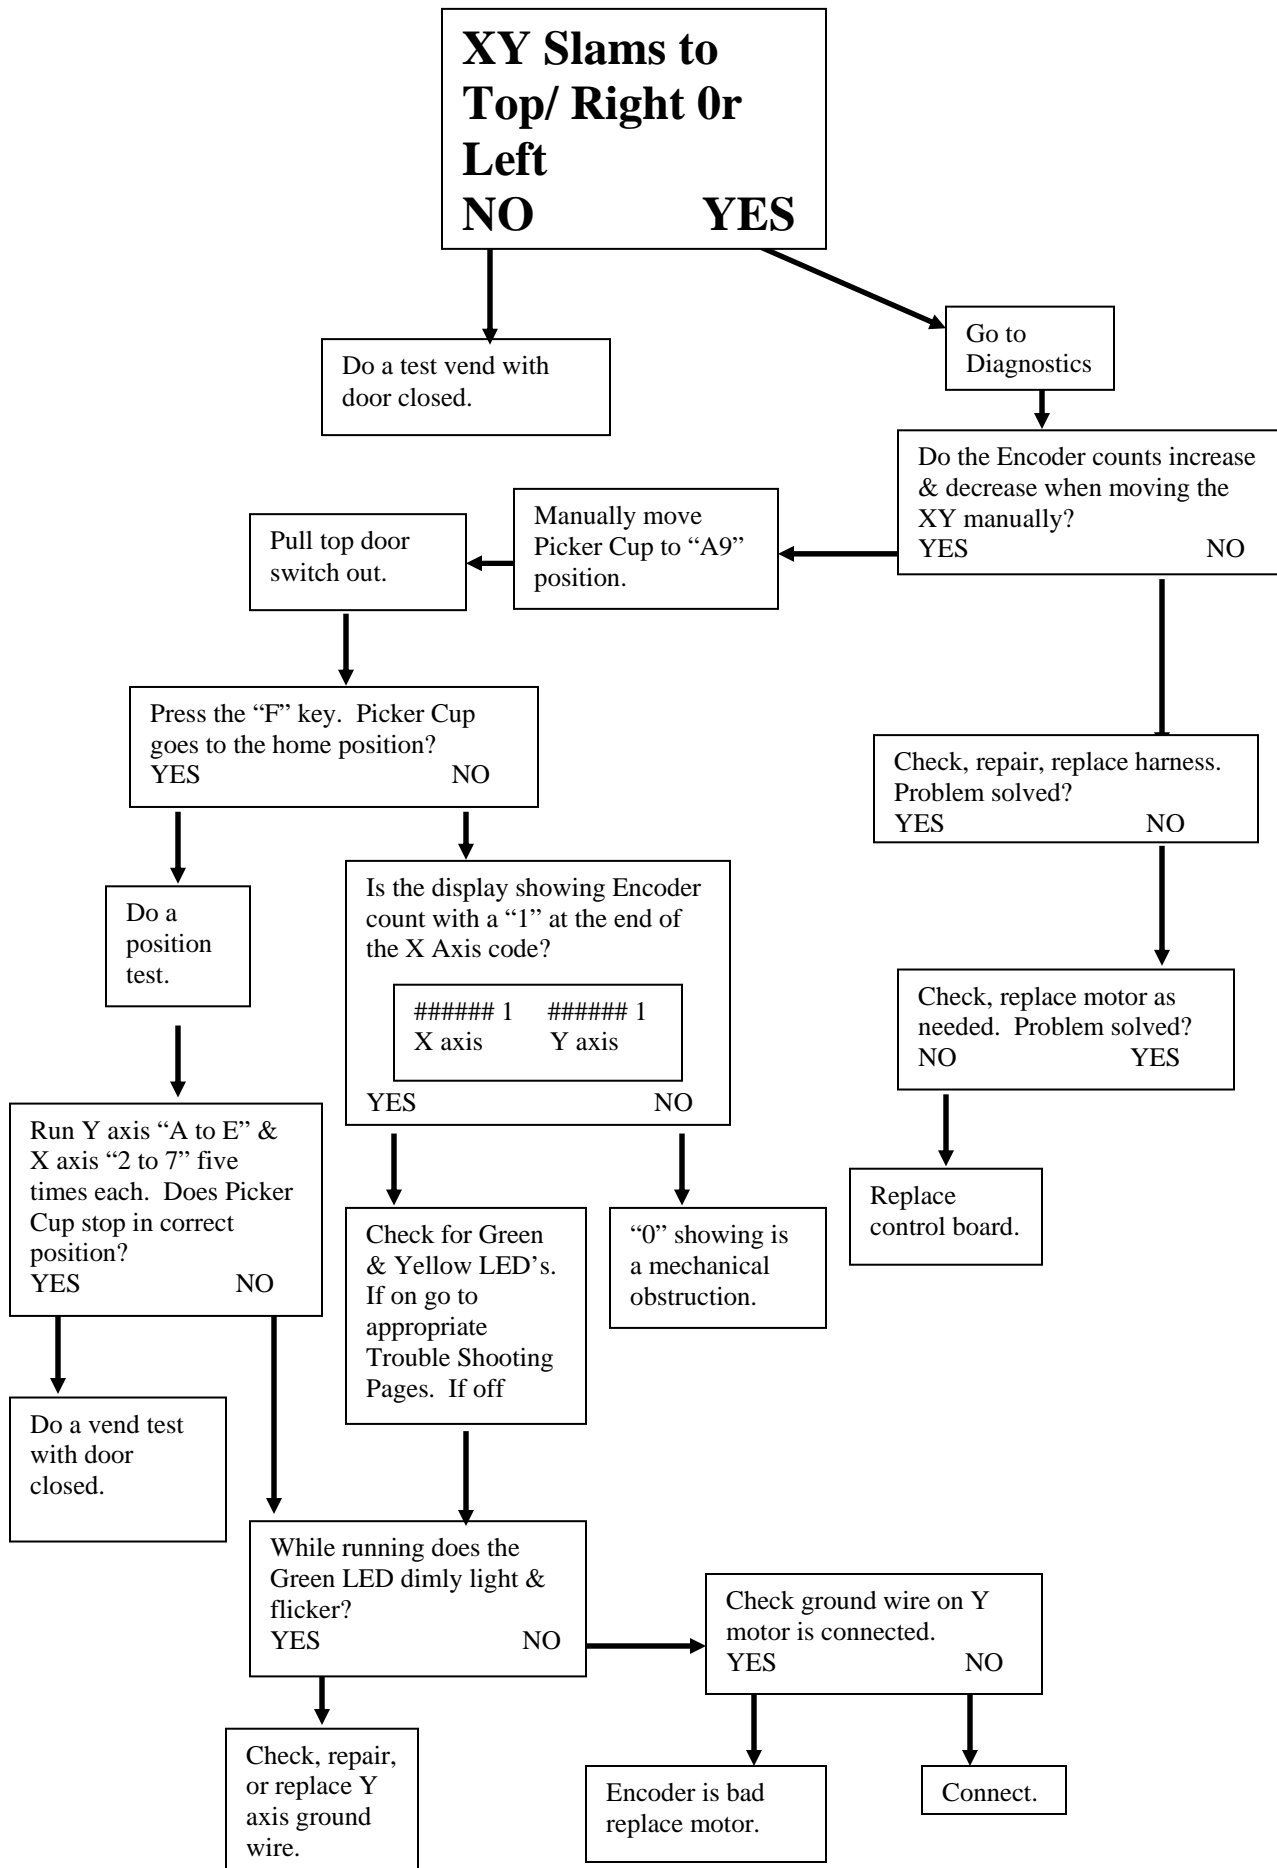 XY Slams to
Top/ Right 0r
Left
NO YES
Do a test vend with
door closed.
Go to
Diagnostics
Do the Encoder counts increase
& decrease when moving the
XY manually?
YES NO
Manually move
Picker Cup to “A9”
position.
Pull top door
switch out.
Press the “F” key.  Picker Cup
goes to the home position?
YES NO
Check, repair, replace harness.
Problem solved?
YES NO
Do a
position
test.
Is the display showing Encoder
count with a “1” at the end of
the X Axis code?
###### 1 ###### 1
X axis Y axis
YES NO
Check, replace motor as
needed.  Problem solved?
NO YES
Run Y axis “A to E” &
X axis “2 to 7” five
times each.  Does Picker
Cup stop in correct
position?
YES NO
Check for Green
& Yellow LED’s.
If on go to
appropriate
Trouble Shooting
Pages.  If off
“0” showing is
a mechanical
obstruction.
Replace
control board.
Do a vend test
with door
closed.
While running does the
Green LED dimly light &
flicker?
YES NO
Check ground wire on Y
motor is connected.
YES NO
Check, repair,
or replace Y
axis ground
wire.
Encoder is bad
replace motor.
Connect.